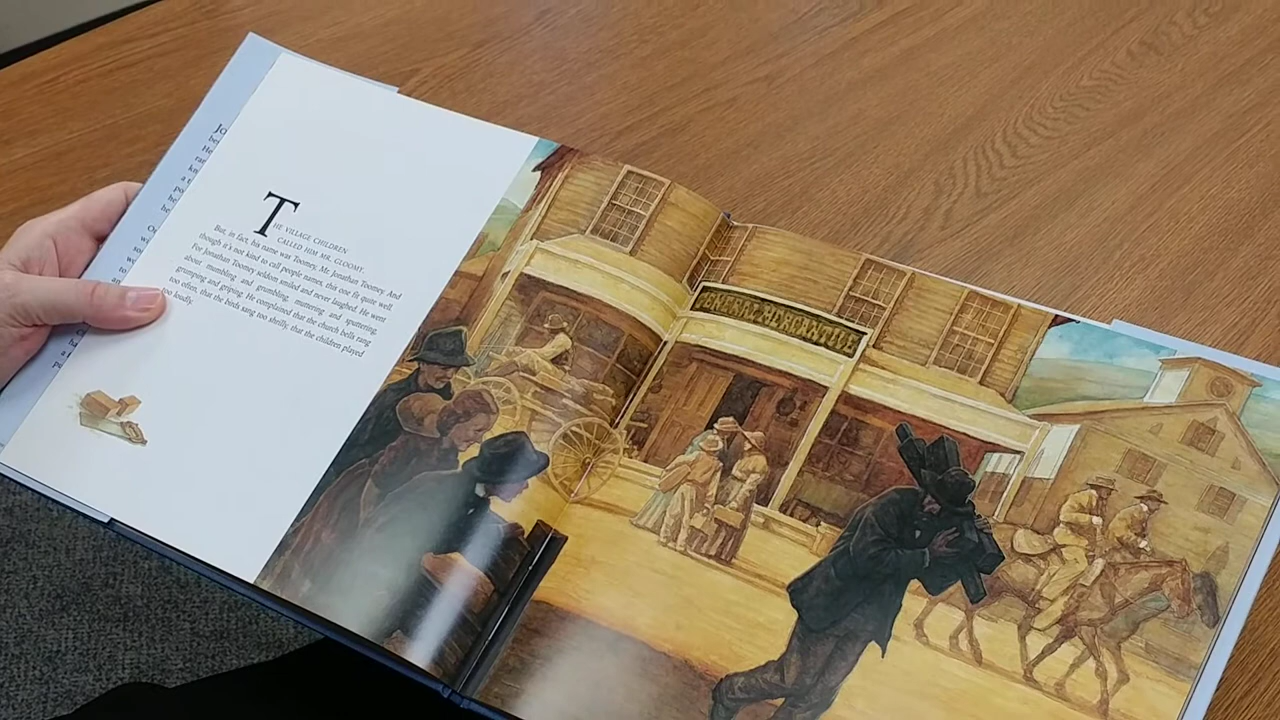 THE VILLAGE CHILDREN
CALLED HIM MR. GLOOMY.
But, in fact, his name was Toomey, Mr. Jonathan Toomey. And
though it's not kind to call people names, this one fit quite well.
For Jonathan Toomey seldom smiled and never laughed. He went
about mumbling and grumbling, muttering and sputtering,
grumping and griping. He complained that the church bells rang
too often, that the birds sang too shrilly, that the children played
too loudly.
GENERAL MERCANTILE